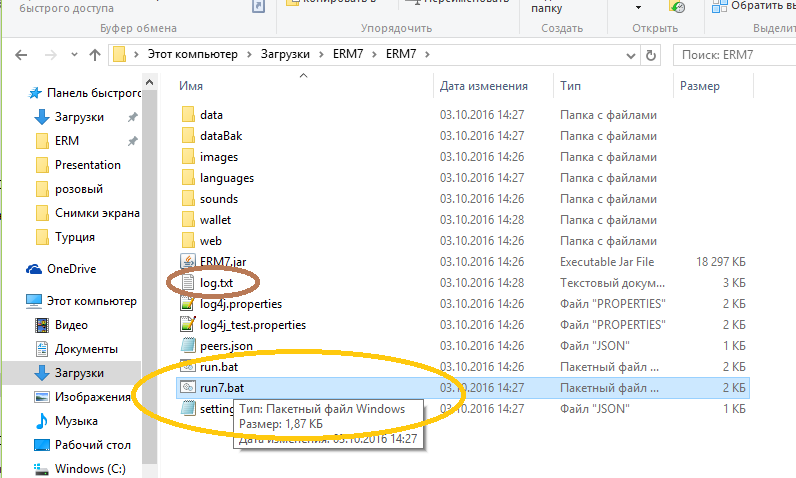 быстрого доступа
Копировать в
Переименовать
папку
Обратить вы
Буфер обмена
Упорядочить
Создать
Открыть
Выделит
Этот компьютер > Загрузки > ERM7 > ERM7 >
Поиск: ERM7
Имя Дата изменения Тип Размер
Панель быстрого
Загрузки
ERM
Presentation
розовый
Снимки экрана
Турция
OneDrive
Этот компьютер
Видео
Документы
Загрузки
Изображения
Музыка
Рабочий стол
Windows (C:)
data 03.10.2016 14:27 Папка с файлами
dataBak 03.10.2016 14:27 Папка с файлами
images 03.10.2016 14:26 Папка с файлами
languages 03.10.2016 14:27 Папка с файлами
sounds 03.10.2016 14:26 Папка с файлами
wallet 03.10.2016 14:28 Папка с файлами
web 03.10.2016 14:26 Папка с файлами
ERM7.jar 03.10.2016 14:26 Executable Jar File 18 297 КБ
log.txt 03.10.2016 14:28 Текстовый докум... 3 КБ
log4j.properties 03.10.2016 14:26 Файл "PROPERTIES" 2 КБ
log4j_test.properties 03.10.2016 14:26 Файл "PROPERTIES" 2 КБ
peers.json 03.10.2016 14:26 Файл "JSON" 1 КБ
run.bat 03.10.2016 14:26 Пакетный файл ... 2 КБ
run7.bat 03.10.2016 14:27 Пакетный файл ... 2 КБ
setting 03.10.2016 14:27 Файл "JSON" 1 КБ
Тип: Пакетный файл Windows
Размер: 1,87 КБ
Дата изменения: 03.10.2016 14:27